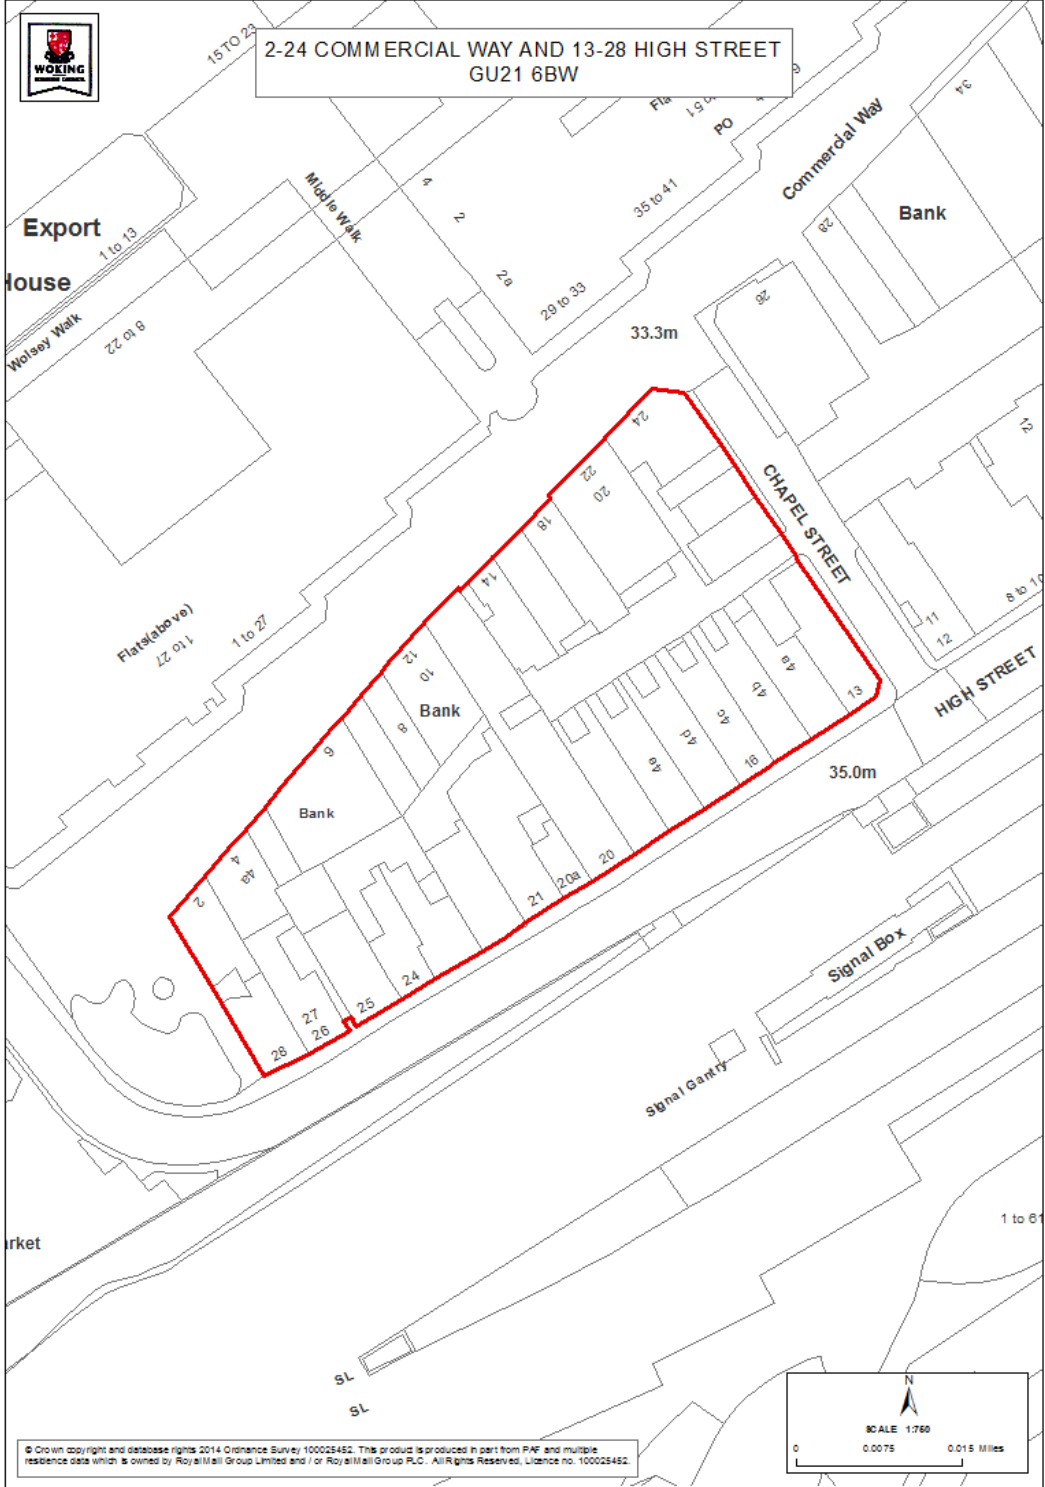 WOKING
2-24 COMMERCIAL WAY AND 13-28 HIGH STREET
GU21 6BW
15 TO 23
PO
Commercial Way
34
Bank
28
26
35 to 41
4
2
2a
Middle Walk
29 to 33
33.3m
Export
House
1 to 13
Wolsey Walk
8 to 22
24
22
20
18
14
12
10
Bank
8
6
Bank
4
4a
2
CHAPEL STREET
12
8 to 10
11
12
HIGH STREET
Flats(above)
1 to 27
1 to 27
4a
4b
4c
4d
4e
13
16
35.0m
20
20a
21
24
25
27
26
28
Signal Box
Signal Gantry
1 to 61
rket
SL
SL
N
SCALE 1:750
0 0.0075 0.015 Miles
© Crown copyright and database rights 2014 Ordnance Survey 100025452. This product is produced in part from PAF and multiple
residence data which is owned by Royal Mail Group Limited and / or Royal Mail Group PLC. All Rights Reserved, Licence no. 100025452.